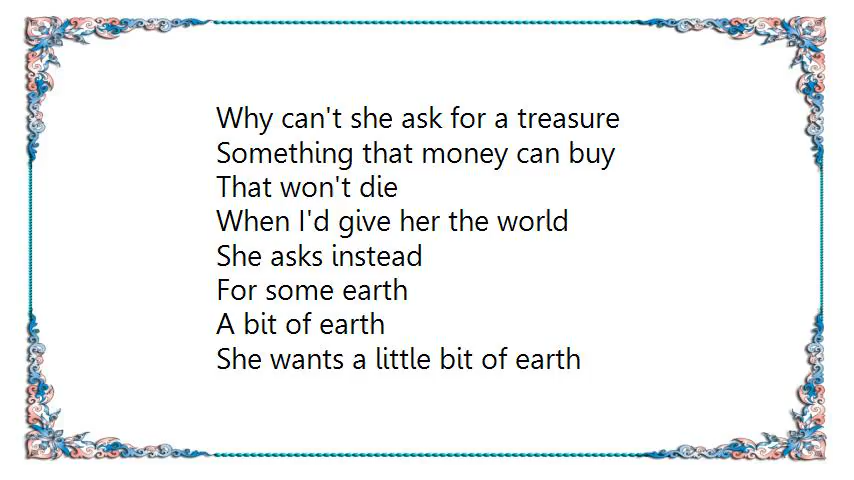 Why can't she ask for a treasure
Something that money can buy
That won't die
When I'd give her the world
She asks instead
For some earth
A bit of earth
She wants a little bit of earth